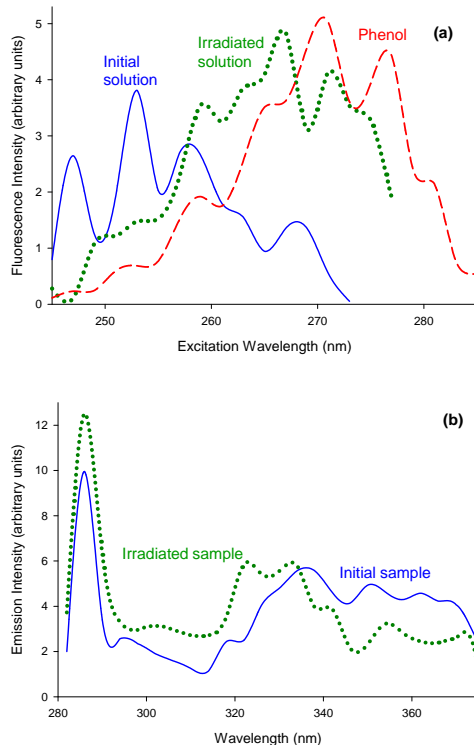 (a)
Irradiated
solution
Phenol
Initial
solution
Fluorescence Intensity (arbitrary units)
5
4
3
2
1
0
250 260 270 280
Excitation Wavelength (nm)
(b)
Emission Intensity (arbitrary units)
12
10
8
6
4
2
0
Irradiated sample
Initial sample
280 300 320 340 360
Wavelength (nm)